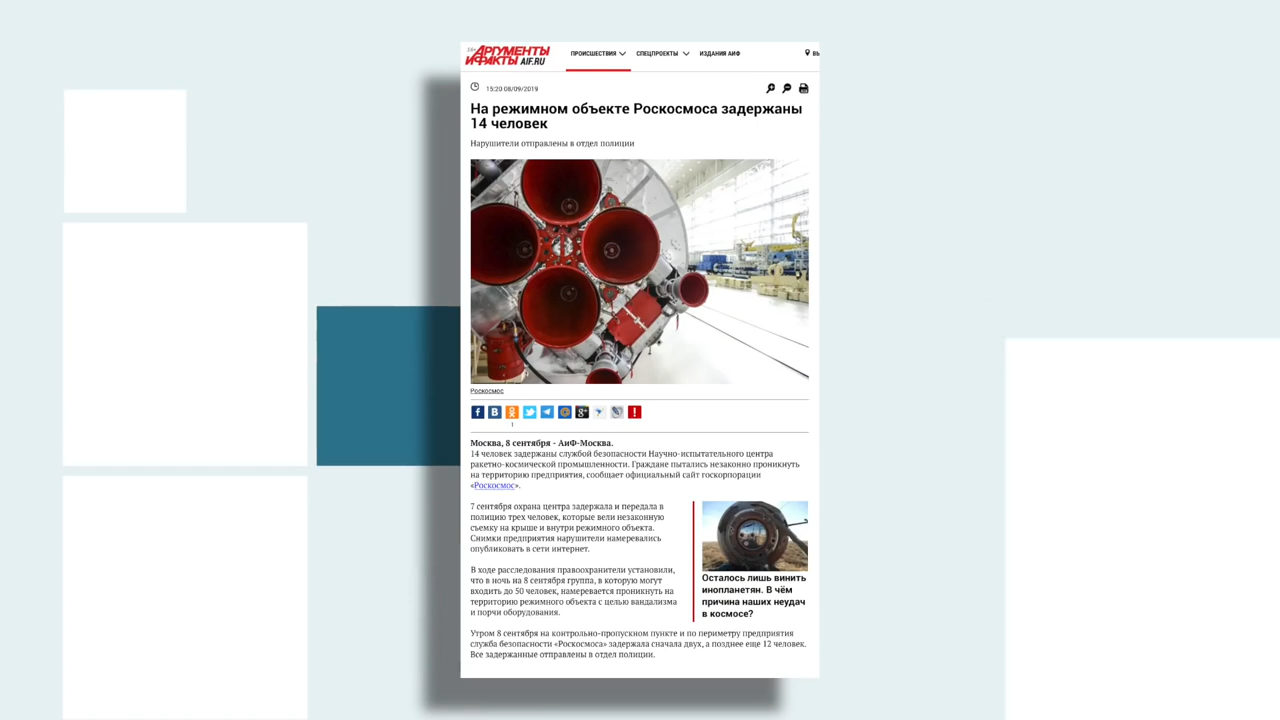 16+
АРГУМЕНТЫ
И ФАКТЫ AIF.RU
ПРОИСШЕСТВИЯ СПЕЦПРОЕКТЫ ИЗДАНИЯ АИФ ВЫ
15:20 08/09/2019
На режимном объекте Роскосмоса задержаны
14 человек
Нарушители отправлены в отдел полиции
Роскосмос
1
Москва, 8 сентября - АиФ-Москва.
14 человек задержаны службой безопасности Научно-испытательного центра
ракетно-космической промышленности. Граждане пытались незаконно проникнуть
на территорию предприятия, сообщает официальный сайт госкорпорации
«Роскосмос».
7 сентября охрана центра задержала и передала в
полицию трех человек, которые вели незаконную
съемку на крыше и внутри режимного объекта.
Снимки предприятия нарушители намеревались
опубликовать в сети интернет.
В ходе расследования правоохранители установили,
что в ночь на 8 сентября группа, в которую могут
входить до 50 человек, намеревается проникнуть на
территорию режимного объекта с целью вандализма
и порчи оборудования.
Осталось лишь винить
инопланетян. В чём
причина наших неудач
в космосе?
Утром 8 сентября на контрольно-пропускном пункте и по периметру предприятия
служба безопасности «Роскосмоса» задержала сначала двух, а позднее еще 12 человек.
Все задержанные отправлены в отдел полиции.